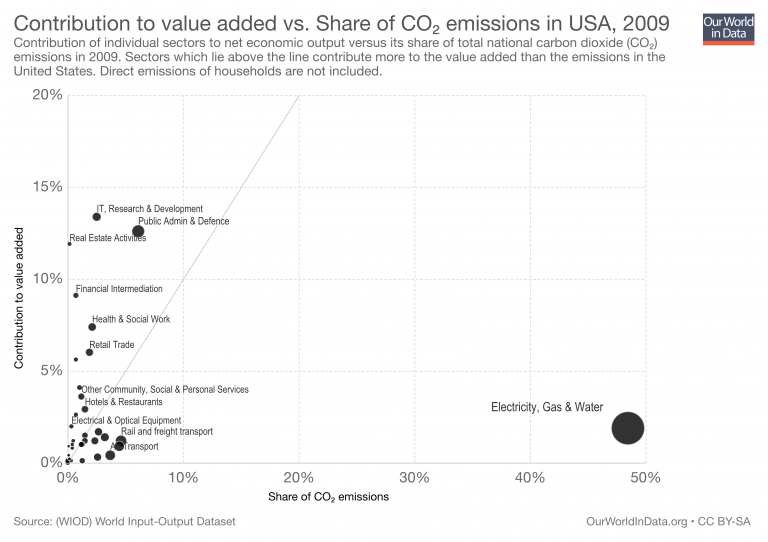 Contribution to value added vs. Share of CO₂ emissions in USA, 2009
Our World
in Data
Contribution of individual sectors to net economic output versus its share of total national carbon dioxide (CO₂)
emissions in 2009. Sectors which lie above the line contribute more to the value added than the emissions in the
United States. Direct emissions of households are not included.
20%
15%
IT, Research & Development
Public Admin & Defence
Real Estate Activities
10%
Financial Intermediation
Health & Social Work
Retail Trade
5%
Other Community, Social & Personal Services
Hotels & Restaurants
Electricity, Gas & Water
Electrical & Optical Equipment
Rail and freight transport
Transport
0%
0%
10%
20%
30%
40%
50%
Contribution to value added
Share of CO₂ emissions
Source: (WIOD) World Input-Output Dataset
OurWorldInData.org • CC BY-SA